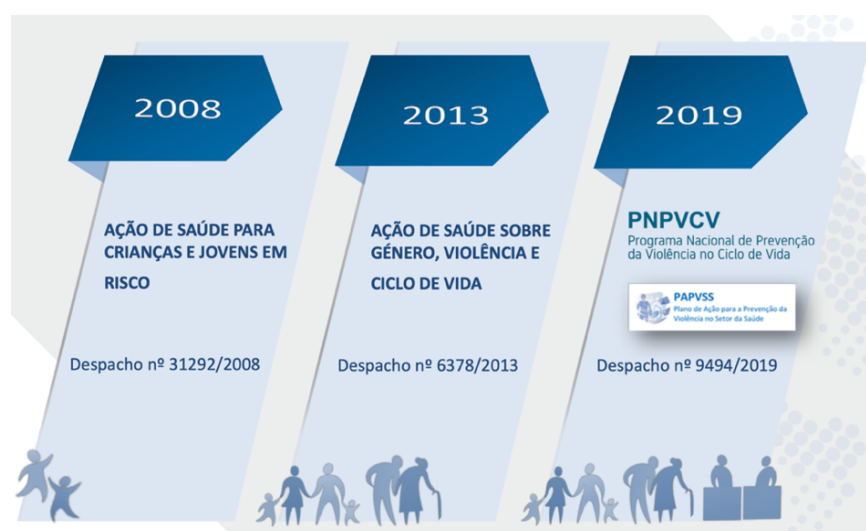 2008
AÇÃO DE SAÚDE PARA
CRIANÇAS E JOVENS EM
RISCO
Despacho nº 31292/2008
2013
AÇÃO DE SAÚDE SOBRE
GÉNERO, VIOLÊNCIA E
CICLO DE VIDA
Despacho nº 6378/2013
2019
PNPVCV
Programa Nacional de Prevenção
da Violência no Ciclo de Vida
PAPVSS
Plano de Ação para a Prevenção da
Violência no Setor da Saúde
Despacho nº 9494/2019